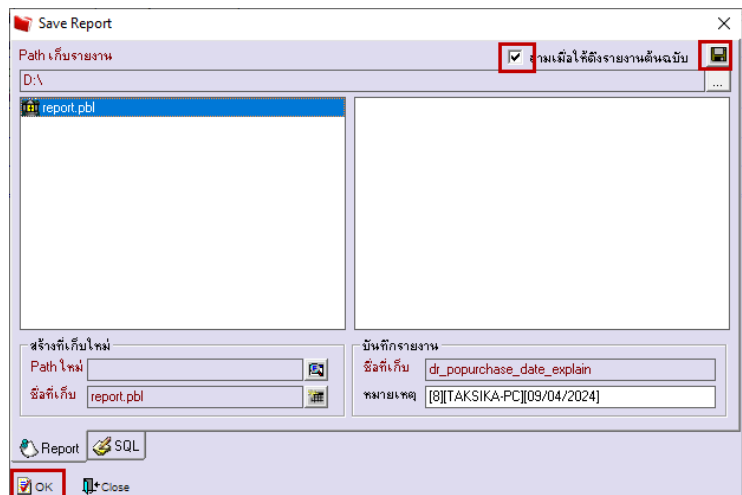 Save Report
Path เก็บรายงาน
ถามเมื่อให้ดึงรายงานต้นฉบับ
D:\
...
report.pbl
สร้างที่เก็บใหม่
Path ใหม่
ชื่อที่เก็บ report.pbl
บันทึกรายงาน
ชื่อที่เก็บ dr_popurchase_date_explain
หมายเหตุ [8][TAKSIKA-PC][09/04/2024]
Report SQL
OK Close